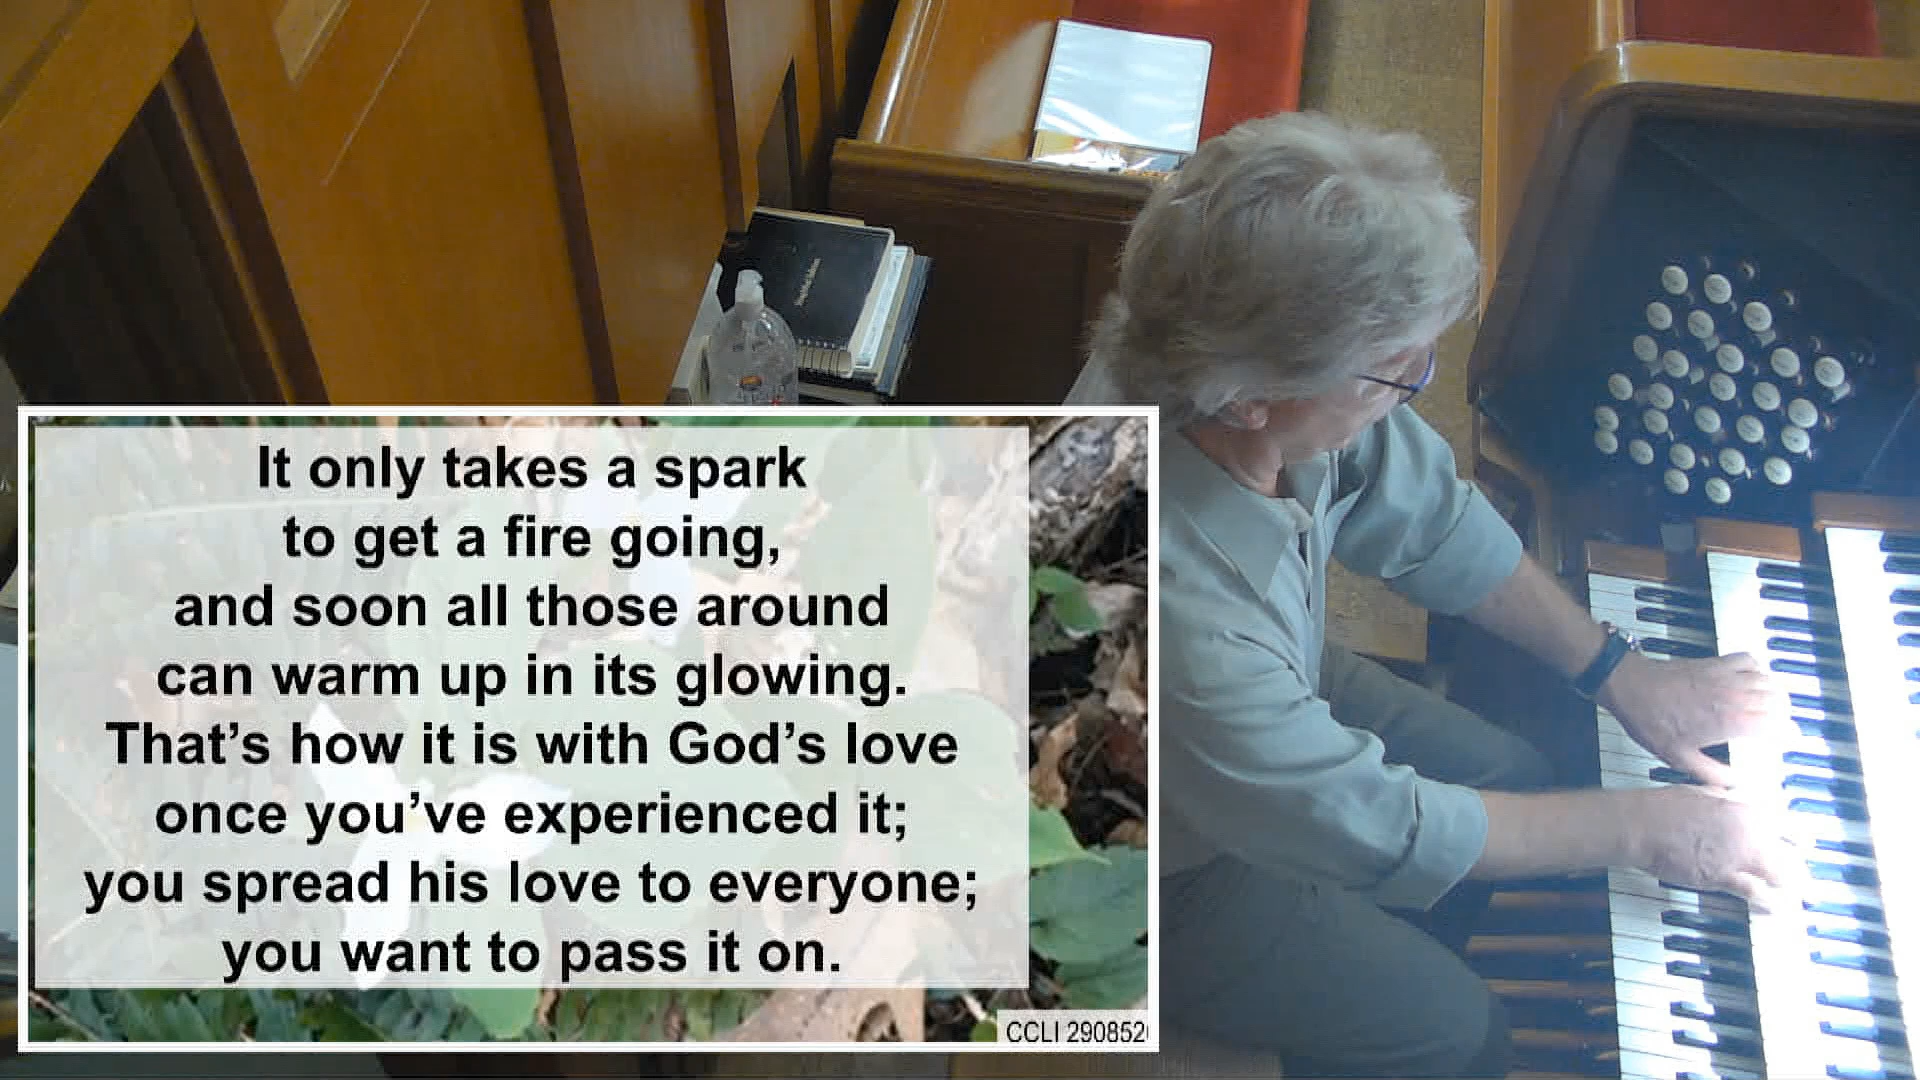 It only takes a spark
to get a fire going,
and soon all those around
can warm up in its glowing.
That’s how it is with God’s love
once you’ve experienced it;
you spread his love to everyone;
you want to pass it on.
CCLI 290852